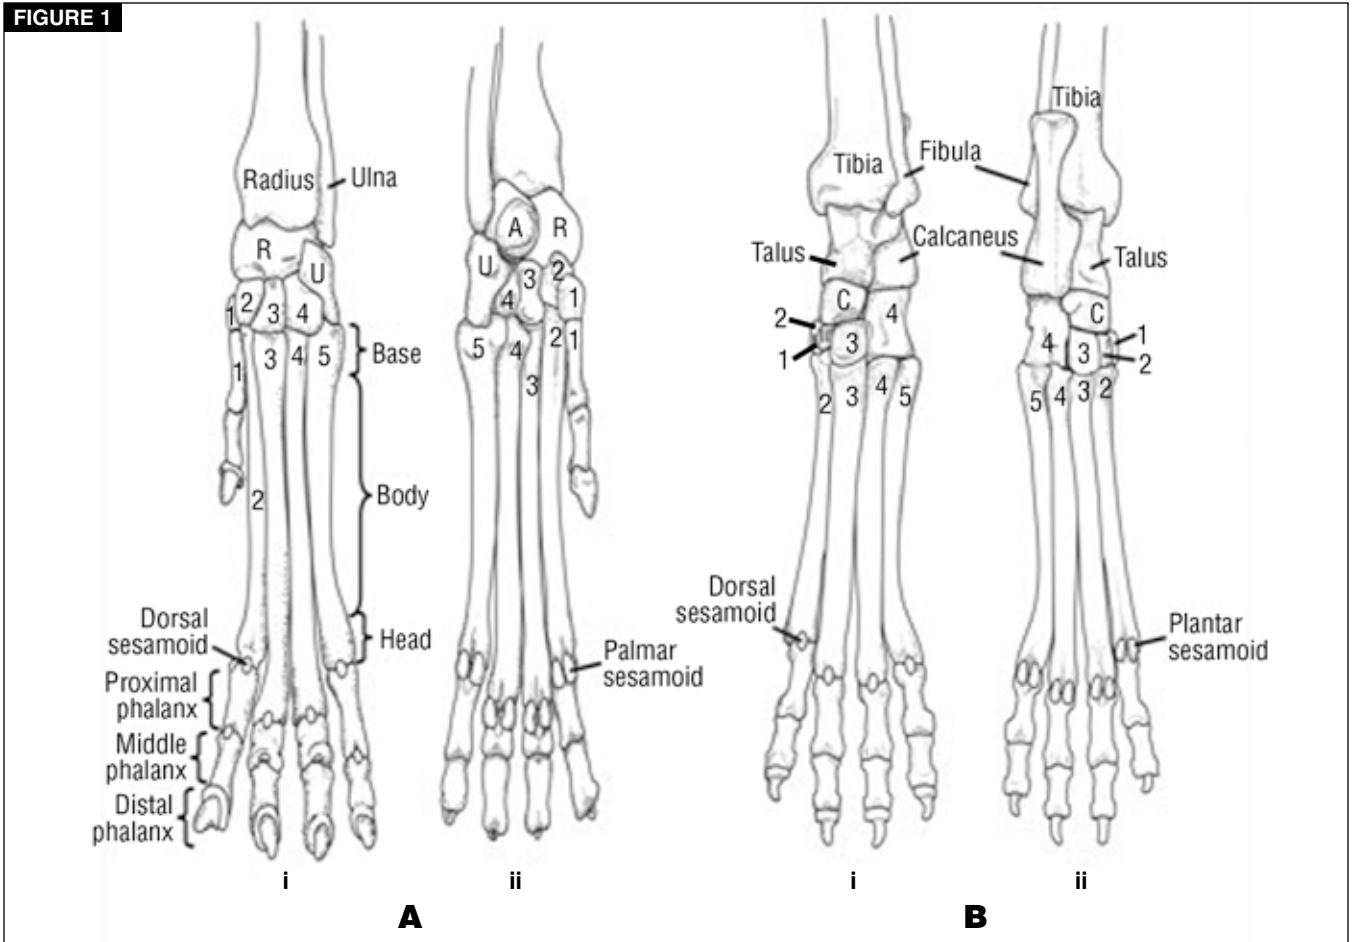 FIGURE 1
Radius
Ulna
R
U
1
2
3
4
1
3
4
5
2
Base
Body
Head
Dorsal
sesamoid
Proximal
phalanx
Middle
phalanx
Distal
phalanx
i
A
R
U
2
3
4
1
5
4
3
2
1
Palmar
sesamoid
ii
A
Tibia
Fibula
Talus
Calcaneus
C
4
2
1
3
2
3
4
5
Dorsal
sesamoid
i
Tibia
Talus
C
4
3
1
2
5
4
3
2
Plantar
sesamoid
ii
B